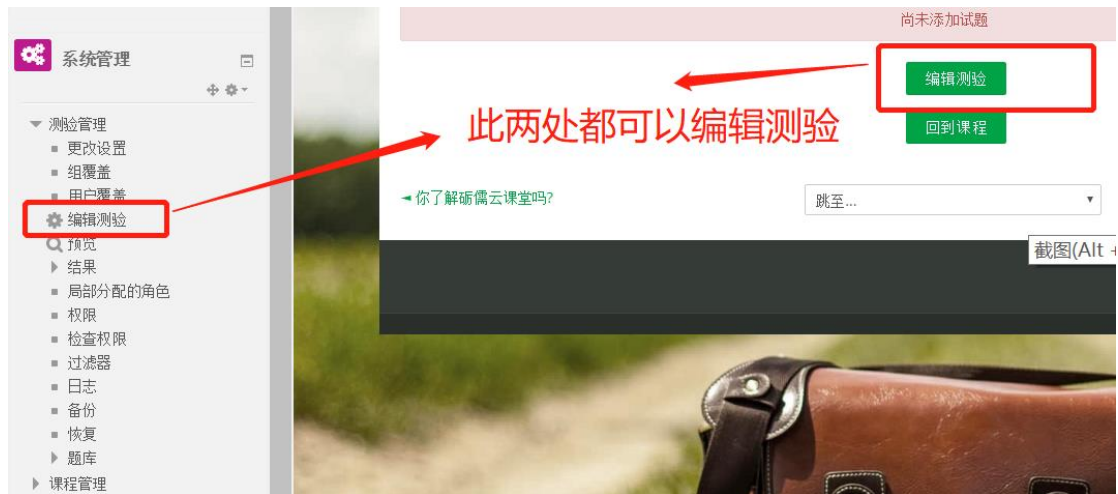 系统管理
测验管理
更改设置
组覆盖
用户覆盖
编辑测验
预览
结果
局部分配的角色
权限
检查权限
过滤器
日志
备份
恢复
题库
课程管理
尚未添加试题
编辑测验
此两处都可以编辑测验
回到课程
◄你了解砺儒云课堂吗?
跳至...
截图(Alt +